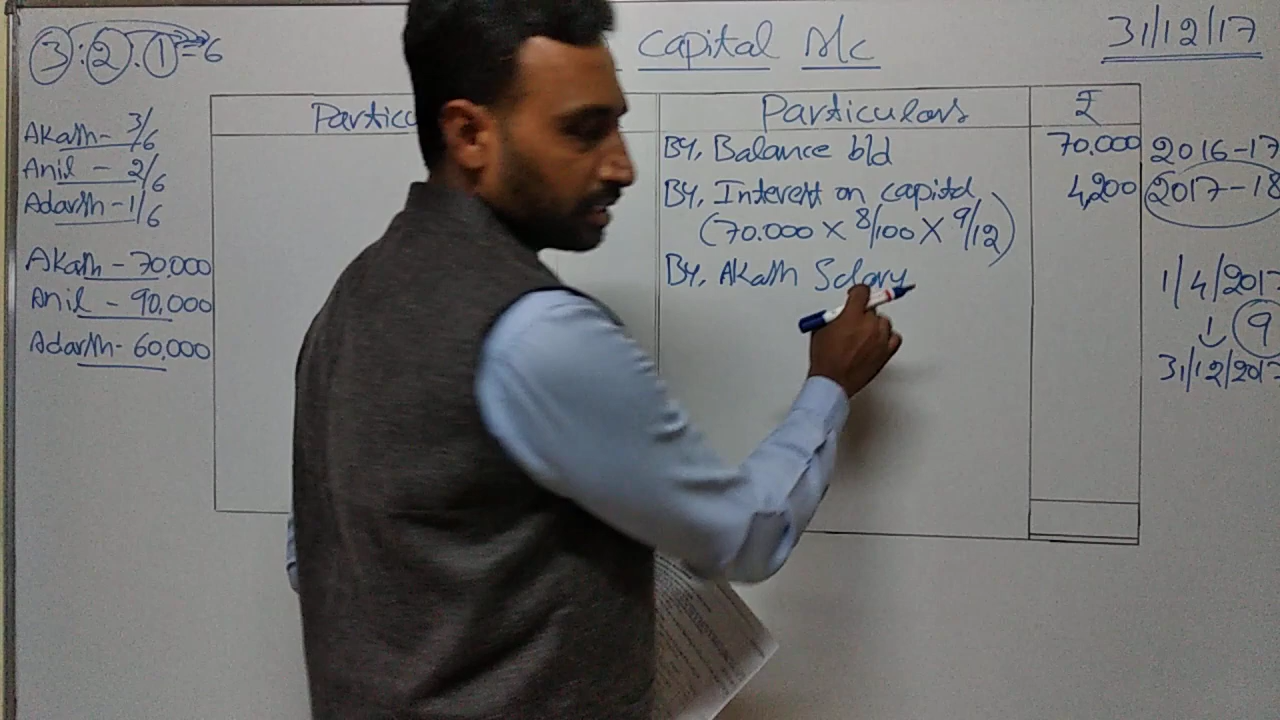 3:2:1=6
capital A/c
31/12/17
Akash - 3/6
Anil - 2/6
Adarsh - 1/6
Akash - 70.000
Anil - 90,000
Adarsh - 60,000
Particu
Particulars ₹
By, Balance b/d 70.000
By, Interest on capital 4,200
(70.000 × 8/100 × 9/12)
By, Akash Salary
2016-17
2017-18
1/4/2017
9
31/12/2017